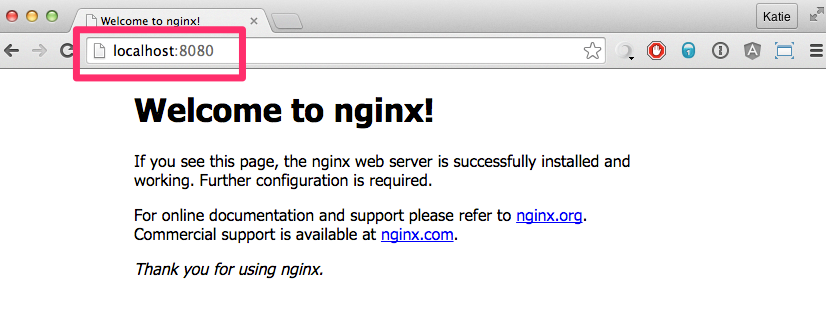 Welcome to nginx!
Katie
localhost:8080
Welcome to nginx!
If you see this page, the nginx web server is successfully installed and
working. Further configuration is required.
For online documentation and support please refer to nginx.org.
Commercial support is available at nginx.com.
Thank you for using nginx.